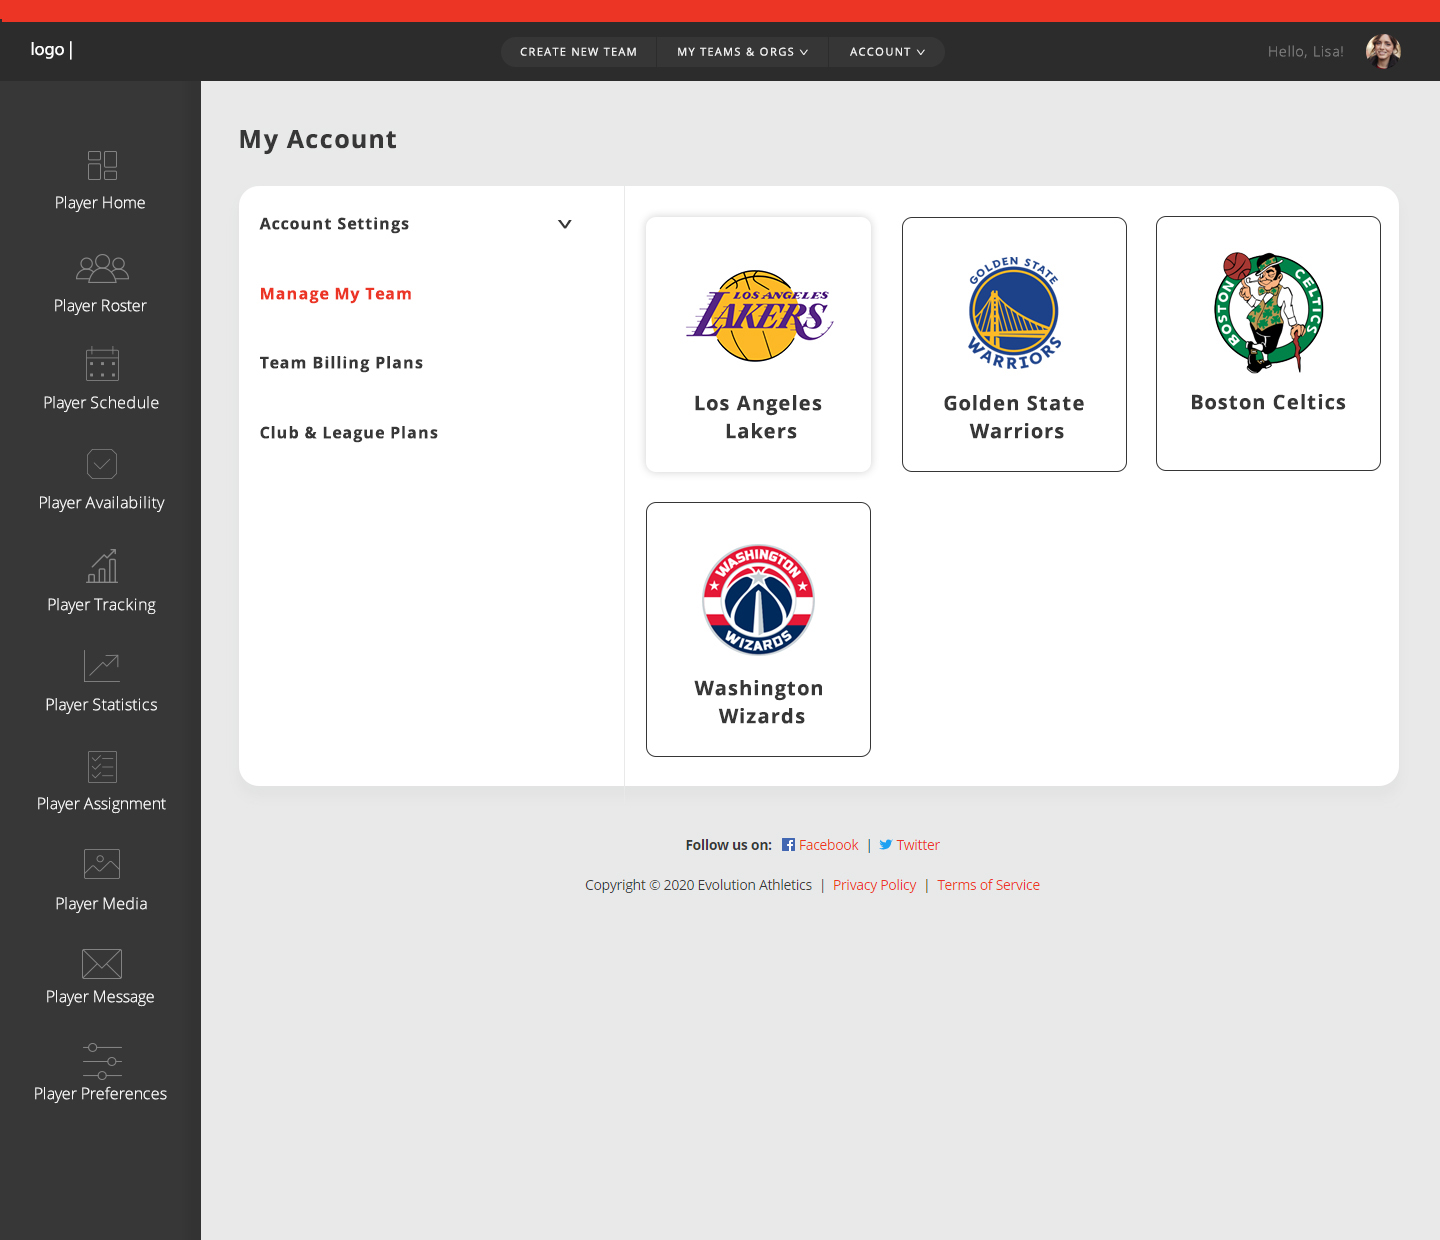 logo |
CREATE NEW TEAM
MY TEAMS & ORGS
ACCOUNT
Hello, Lisa!
Player Home
Player Roster
Player Schedule
Player Availability
Player Tracking
Player Statistics
Player Assignment
Player Media
Player Message
Player Preferences
My Account
Account Settings
Manage My Team
Team Billing Plans
Club & League Plans
LOS ANGELES
LAKERS
Los Angeles
Lakers
GOLDEN STATE
WARRIORS
Golden State
Warriors
BOSTON CELTICS
Boston Celtics
WASHINGTON
WIZARDS
Washington
Wizards
Follow us on: Facebook | Twitter
Copyright © 2020 Evolution Athletics | Privacy Policy | Terms of Service